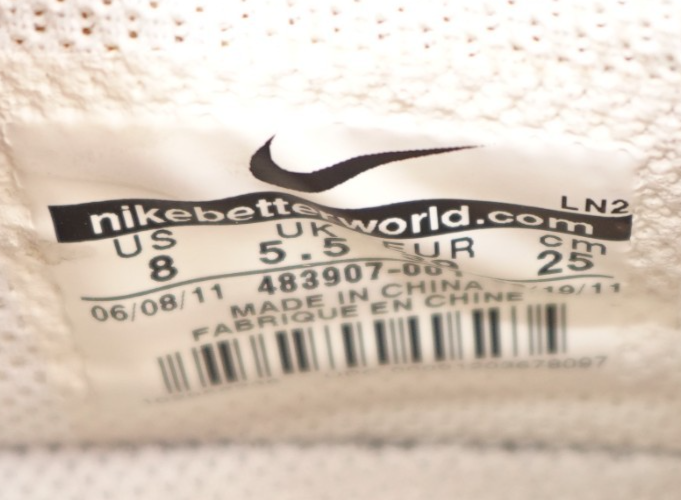 LN2
nikebetterworld.com
US UK EUR cm
8 5.5 25
483907-001
06/08/11
MADE IN CHINA
FABRIQUE EN CHINE